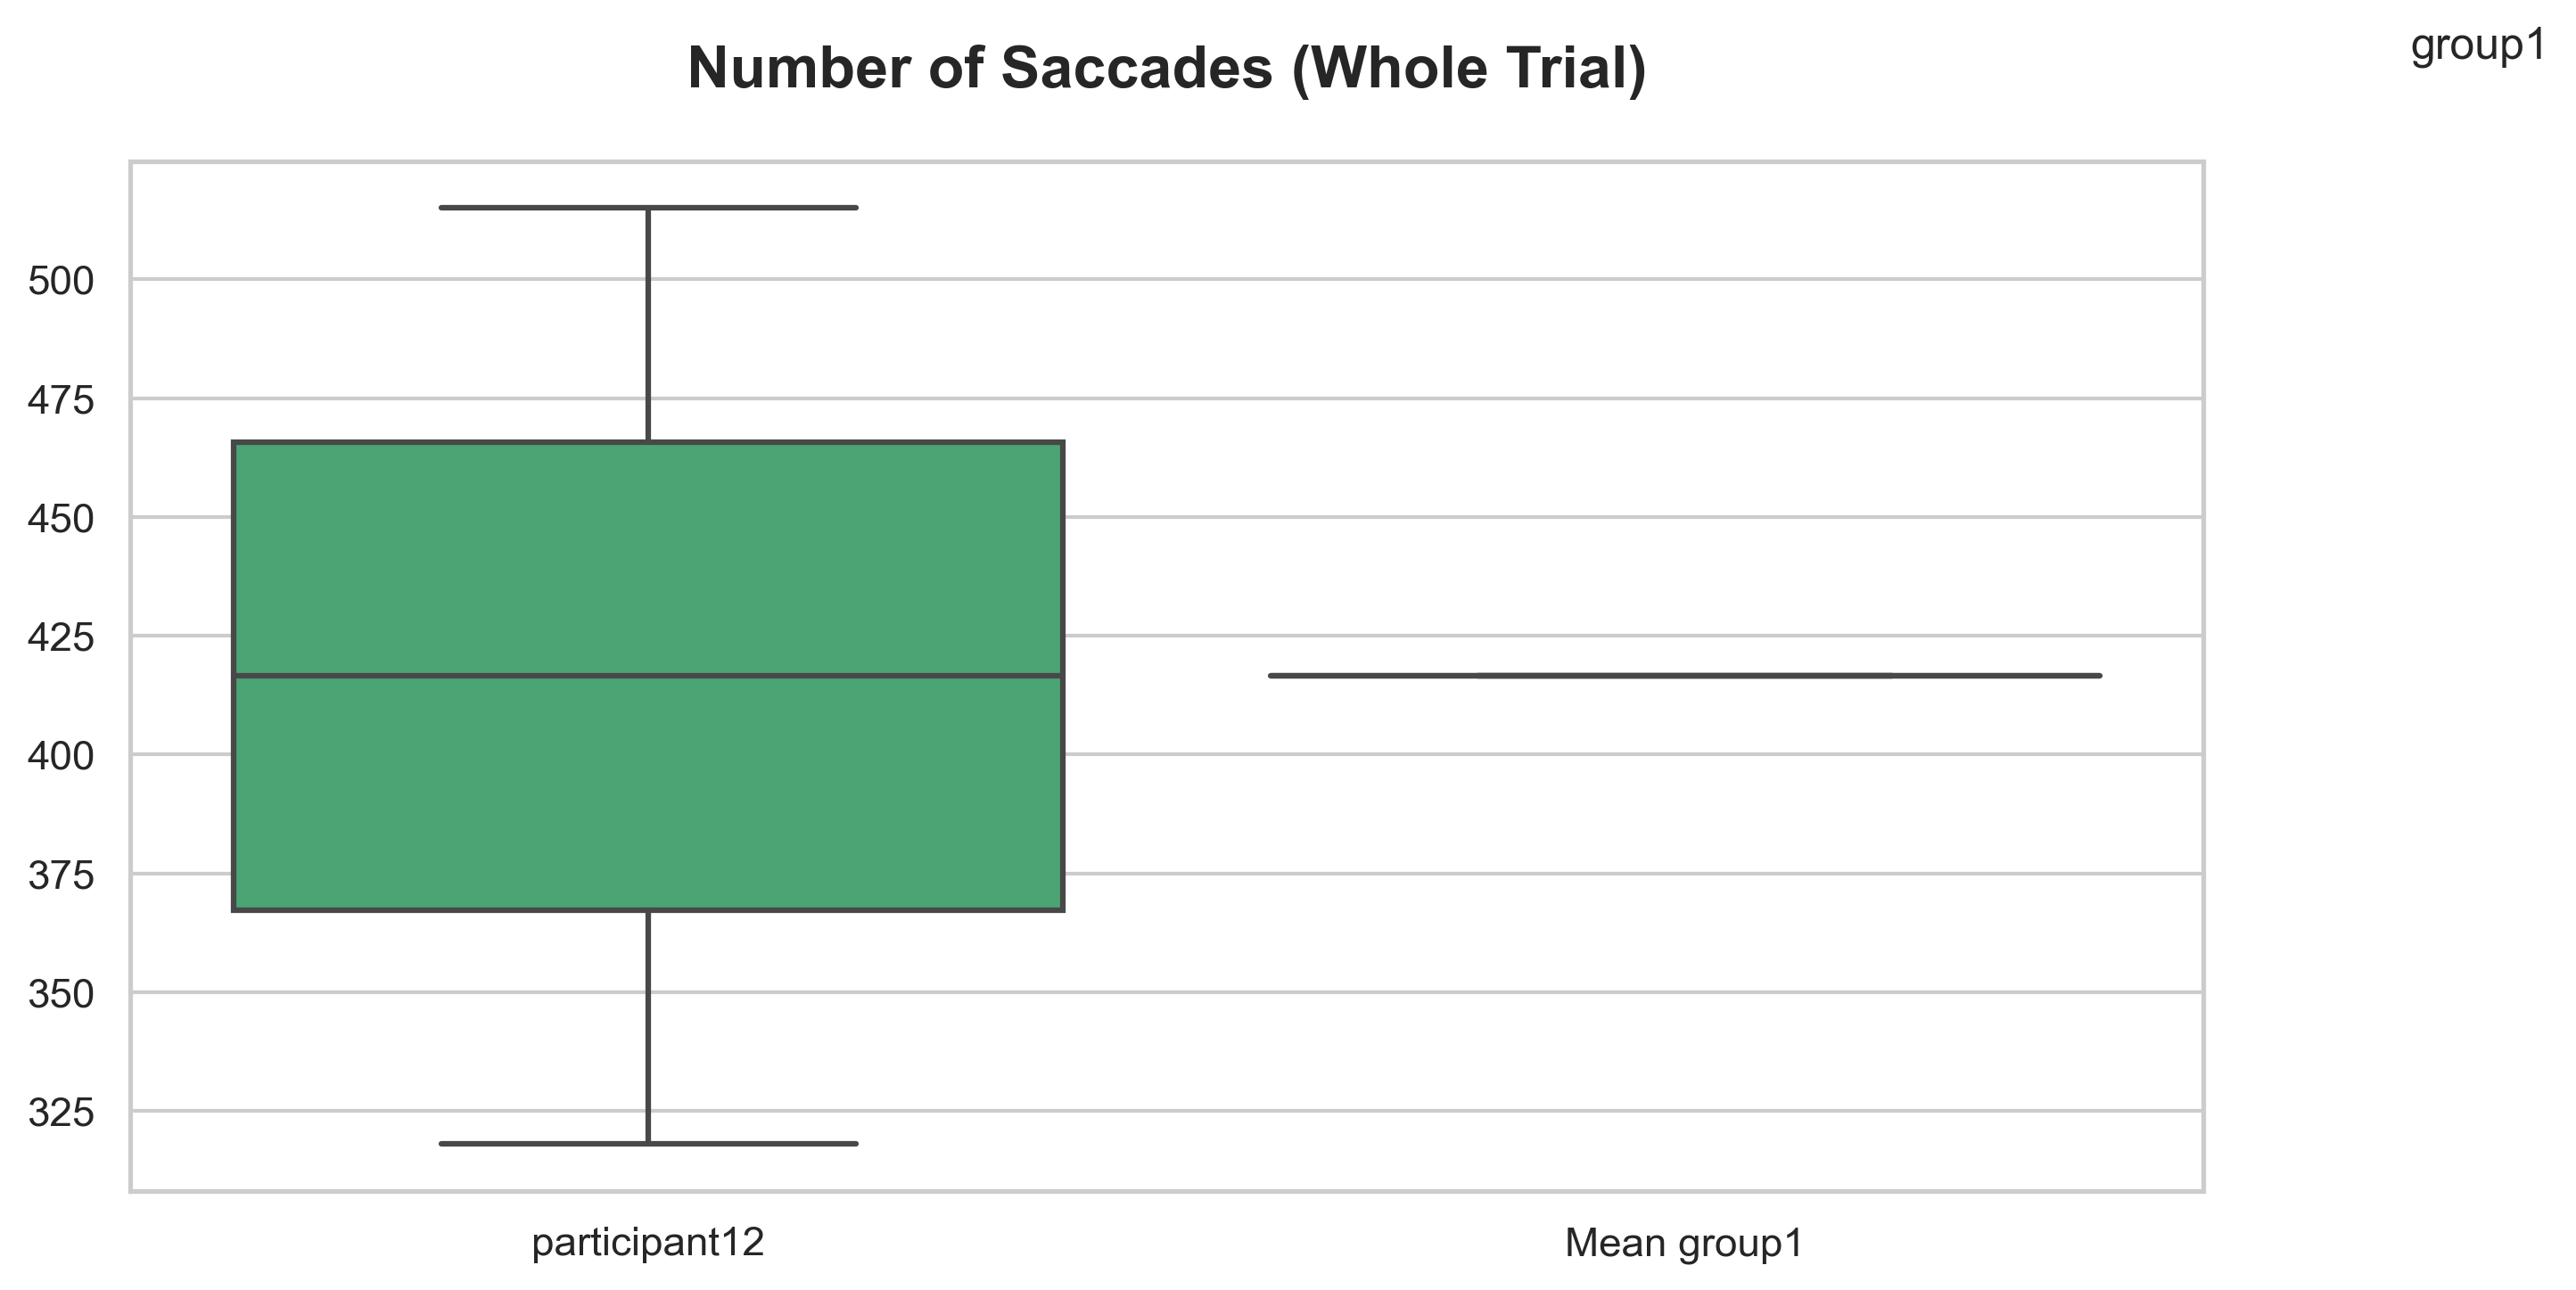 group1
Number of Saccades (Whole Trial)
500
475
450
425
400
375
350
325
participant12
Mean group1